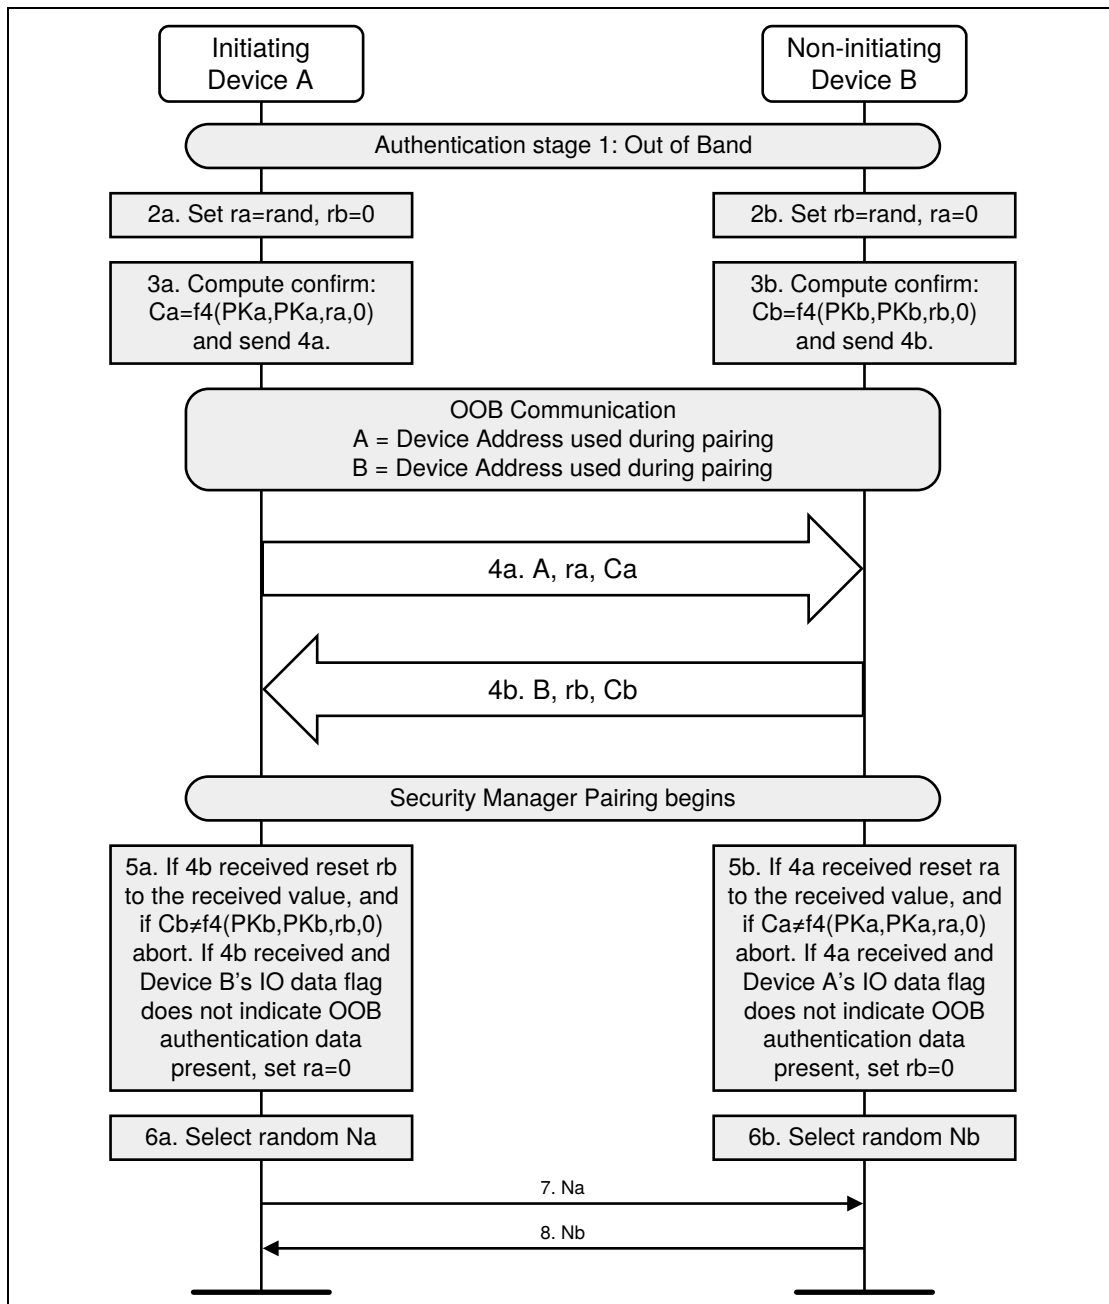 Initiating
Device A
Non-initiating
Device B
Authentication stage 1: Out of Band
2a. Set ra=rand, rb=0
2b. Set rb=rand, ra=0
3a. Compute confirm:
Ca=f4(PKa,PKa,ra,0)
and send 4a.
3b. Compute confirm:
Cb=f4(PKb,PKb,rb,0)
and send 4b.
OOB Communication
A = Device Address used during pairing
B = Device Address used during pairing
4a. A, ra, Ca
4b. B, rb, Cb
Security Manager Pairing begins
5a. If 4b received reset rb
to the received value, and
if Cb≠f4(PKb,PKb,rb,0)
abort. If 4b received and
Device B’s IO data flag
does not indicate OOB
authentication data
present, set ra=0
5b. If 4a received reset ra
to the received value, and
if Ca≠f4(PKa,PKa,ra,0)
abort. If 4a received and
Device A’s IO data flag
does not indicate OOB
authentication data
present, set rb=0
6a. Select random Na
6b. Select random Nb
7. Na
8. Nb